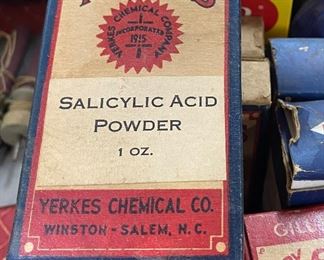 YERKES CHEMICAL COMPANY
INCORPORATED
1915
SALICYLIC ACID
POWDER
1 OZ.
YERKES CHEMICAL CO.
WINSTON - SALEM, N. C.